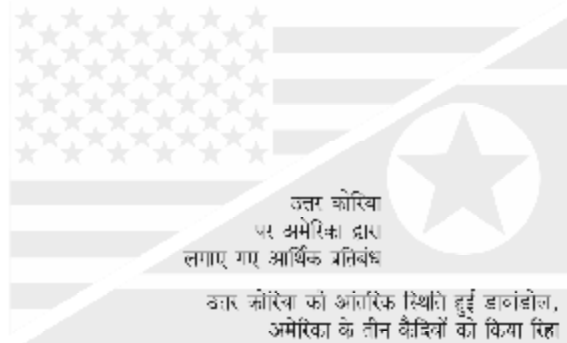 उत्तर कोरिया
पर अमेरिका द्वारा
लगाए गए आर्थिक प्रतिबंध
उत्तर कोरिया की आंतरिक स्थिति हुई डावांडोल,
अमेरिका के तीन कैदियों को किया रिहा